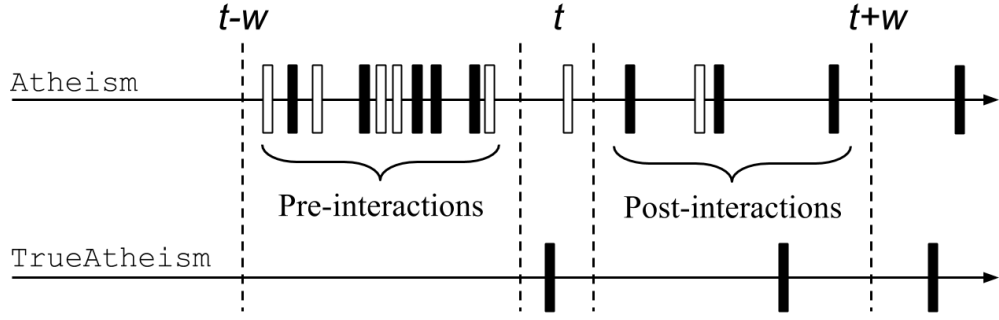 t-w t t+w
Atheism
Pre-interactions Post-interactions
TrueAtheism